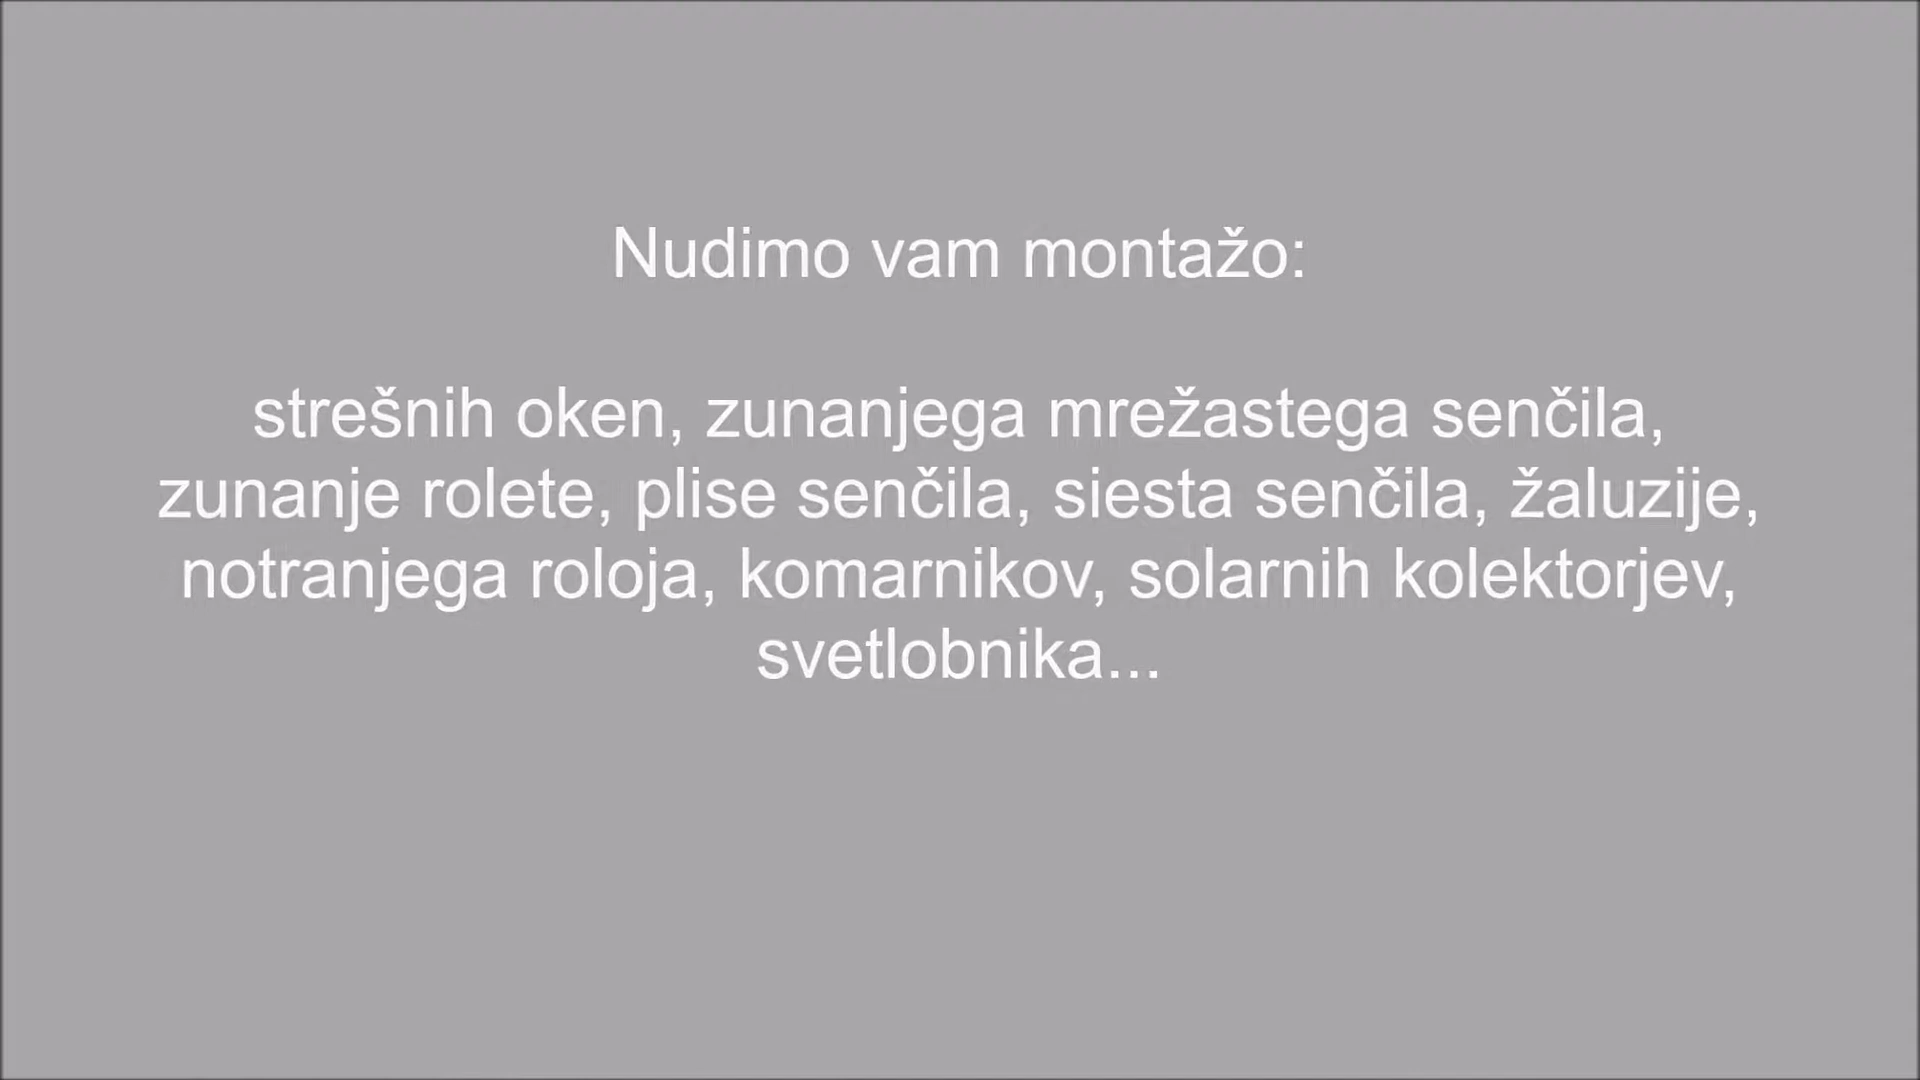 Nudimo vam montažo:
strešnih oken, zunanjega mrežastega senčila,
zunanje rolete, plise senčila, siesta senčila, žaluzije,
notranjega roloja, komarnikov, solarnih kolektorjev,
svetlobnika...